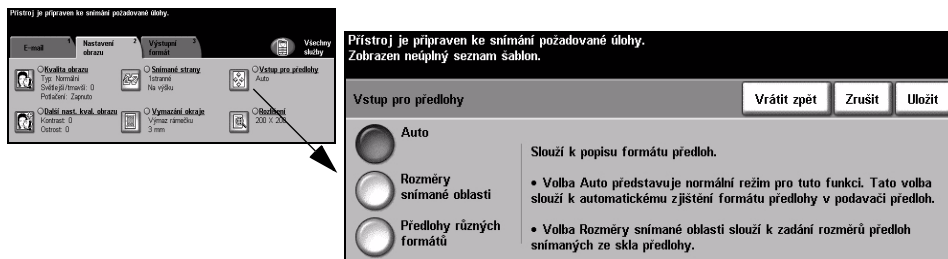 Přístroj je připraven ke snímání požadované úlohy.
E-mail 1
Nastavení obrazu 2
Výstupní formát 3
Všechny služby
Kvalita obrazu
Typ: Normální
Světlejší/tmavší: 0
Potlačení: Zapnuto
Snímané strany
1stranné
Na výšku
Vstup pro předlohy
Auto
Další nast. kval. obrazu
Kontrast: 0
Ostrost: 0
Vymazání okraje
Výmaz rámečku
3 mm
Rozlišení
200 X 200
Přístroj je připraven ke snímání požadované úlohy.
Zobrazen neúplný seznam šablon.
Vstup pro předlohy
Vrátit zpět
Zrušit
Uložit
Auto
Rozměry
snímané oblasti
Předlohy různých
formátů
Slouží k popisu formátu předloh.
• Volba Auto představuje normální režim pro tuto funkci. Tato volba
slouží k automatickému zjištění formátu předlohy v podavači předloh.
• Volba Rozměry snímané oblasti slouží k zadání rozměrů předloh
snímaných ze skla předlohy.